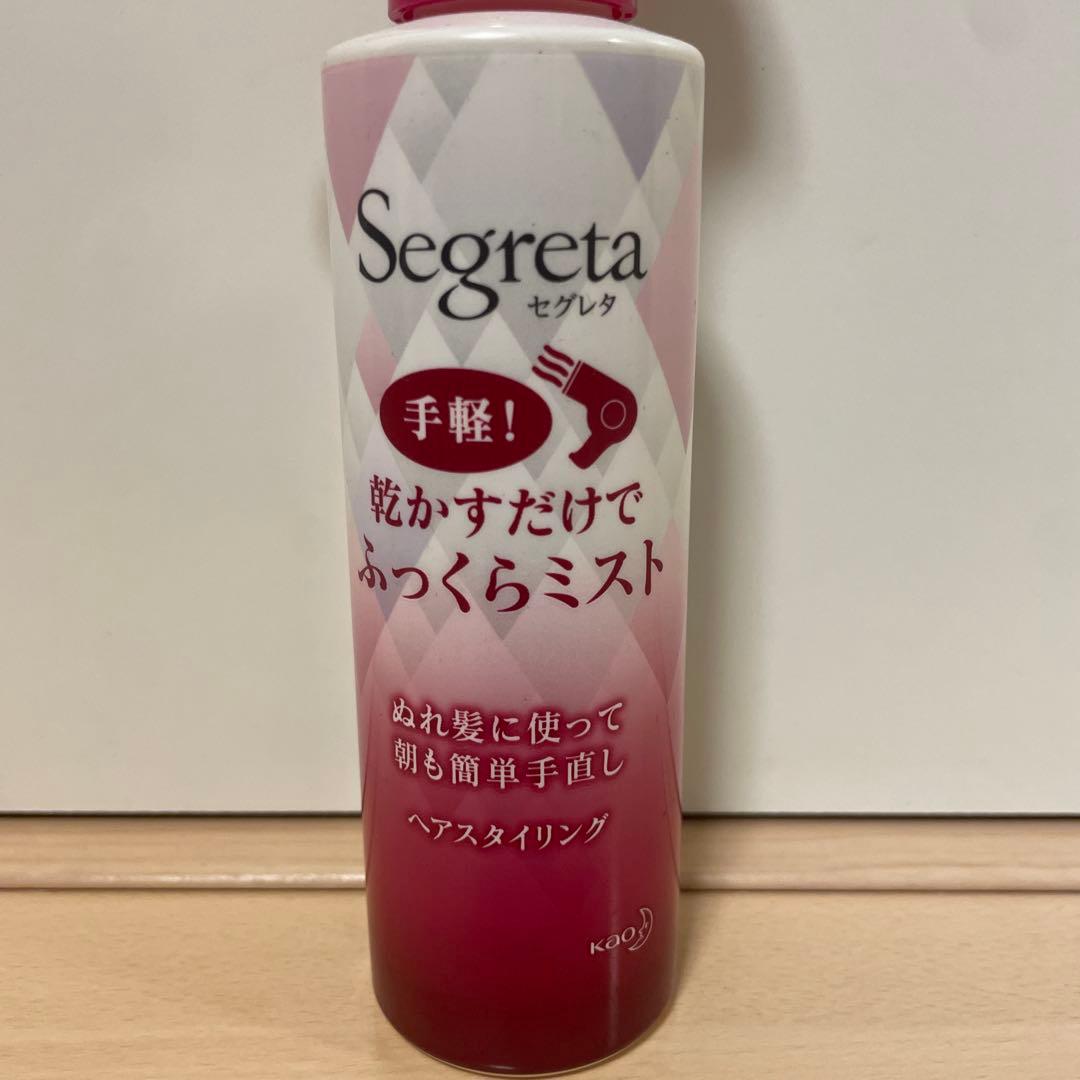 Segreta
セグレタ
手軽!
乾かすだけで
ふっくらミスト
ぬれ髪に使って
朝も簡単手直し
ヘアスタイリング
Kao